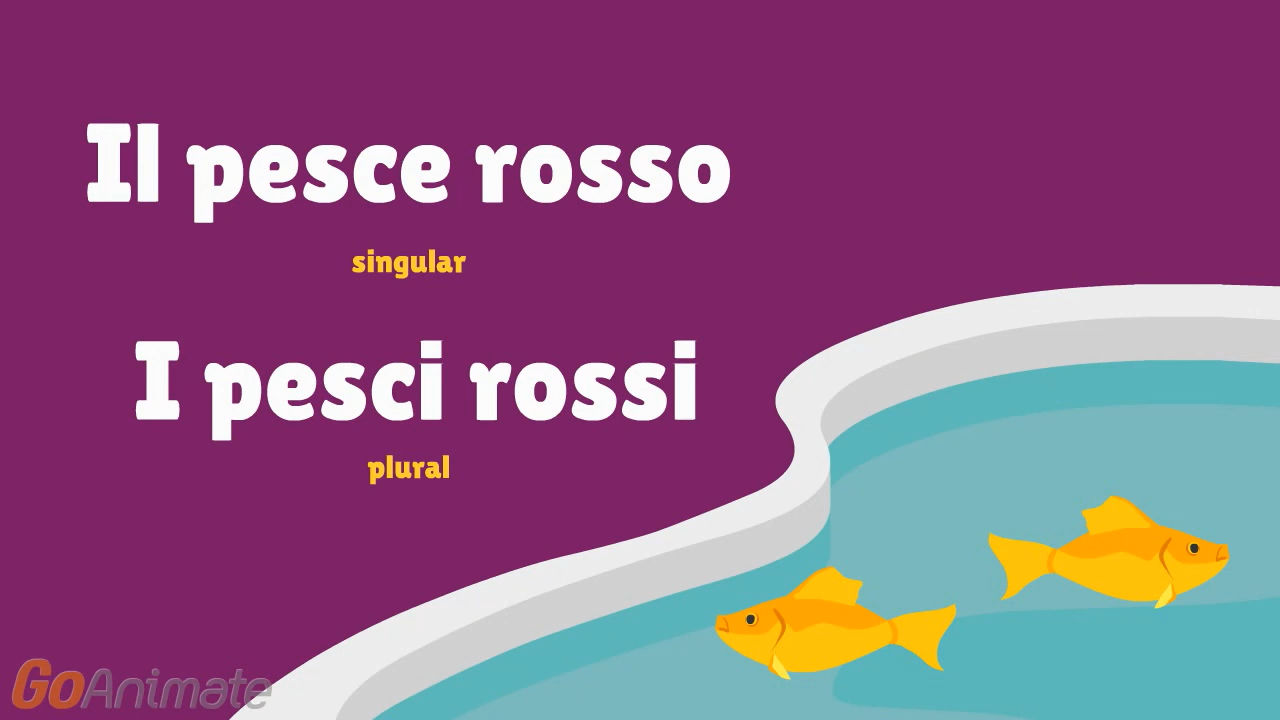 Il pesce rosso
singular
I pesci rossi
plural
GoAnimate